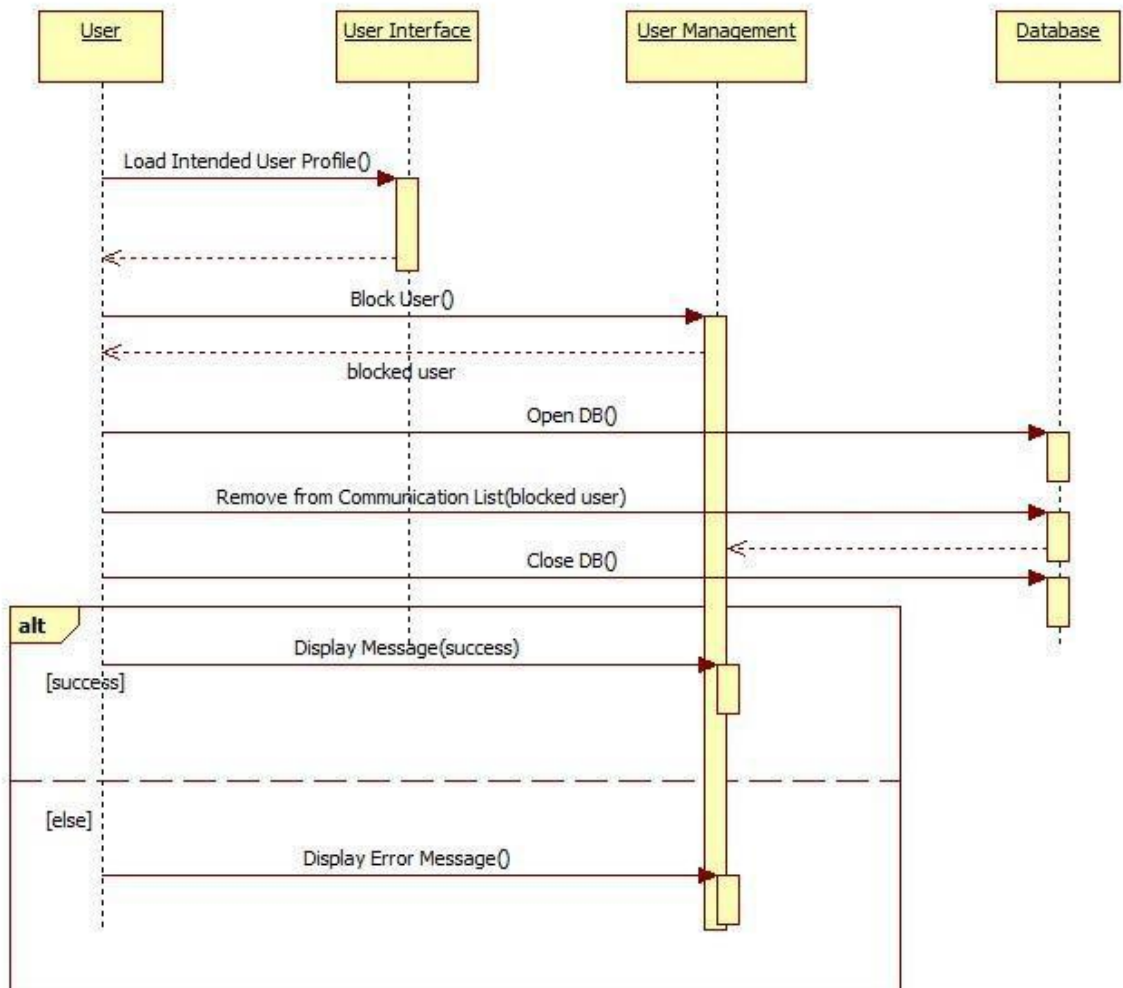 User
User Interface
User Management
Database
Load Intended User Profile()
Block User()
blocked user
Open DB()
Remove from Communication List(blocked user)
Close DB()
alt
Display Message(success)
[success]
[else]
Display Error Message()